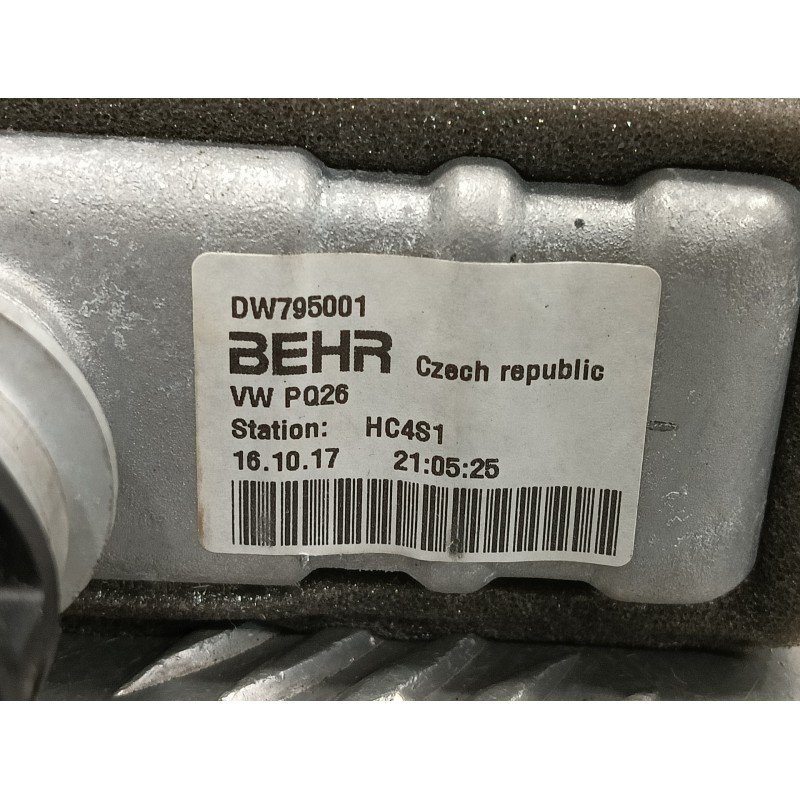 DW795001
BEHR Czech republic
VW PQ26
Station: HC4S1
16.10.17 21:05:25